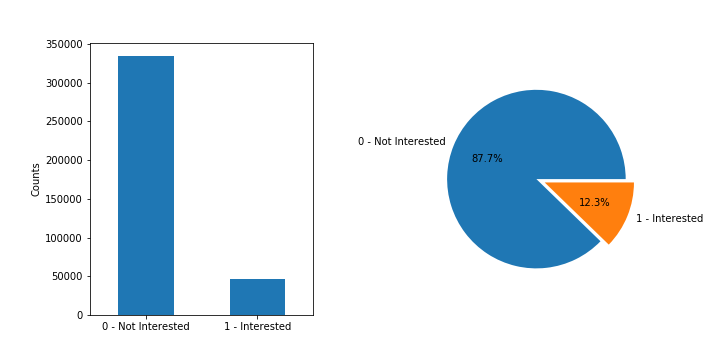 350000
300000
250000
200000
150000
100000
50000
0
Counts
0 - Not Interested
1 - Interested
0 - Not Interested
87.7%
12.3%
1 - Interested